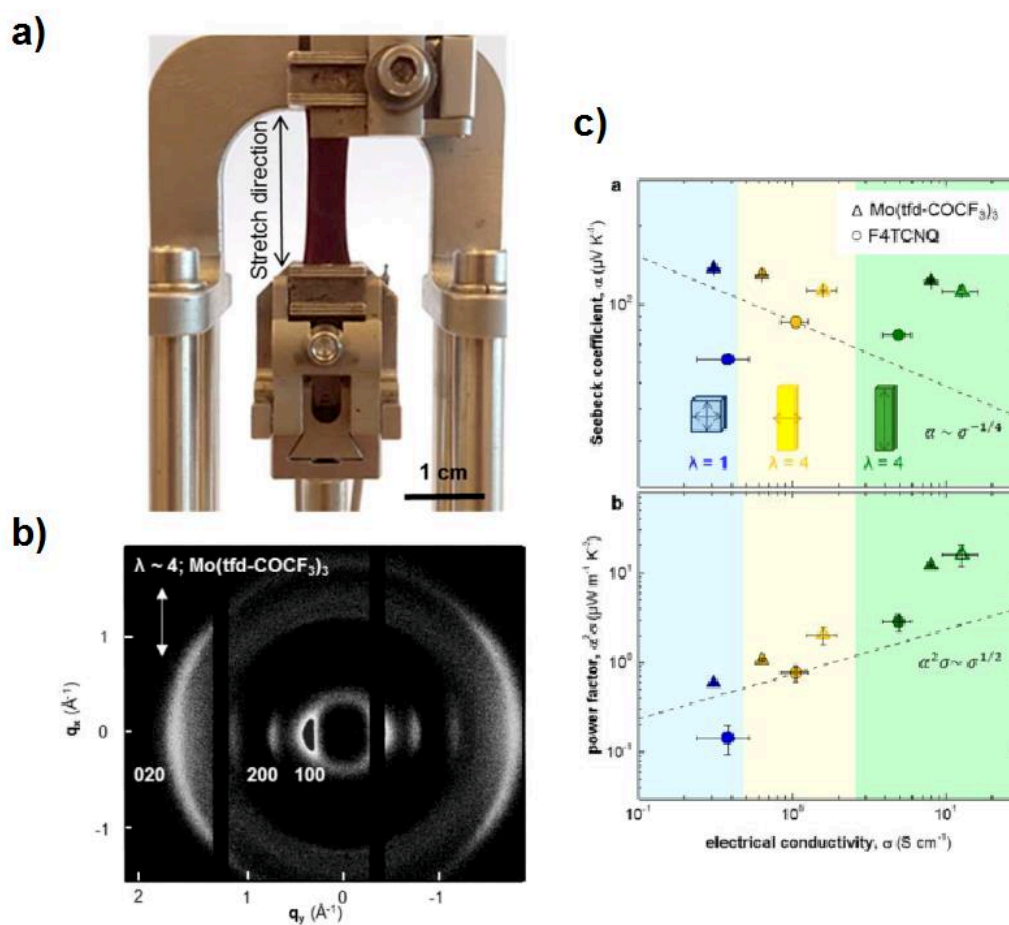 a)
Stretch direction
1 cm
b)
λ ~ 4; Mo(tfd-COCF₃)₃
1
0
-1
qₓ (Å⁻¹)
020
200
100
2
1
0
-1
qᵧ (Å⁻¹)
c)
a
Mo(tfd-COCF₃)₃
F4TCNQ
Seebeck coefficient, α (μV K⁻¹)
10²
α ~ σ⁻¹/⁴
λ = 1
λ = 4
λ = 4
b
power factor, α²σ (μW m⁻¹ K⁻²)
10¹
10⁰
10⁻¹
α²σ ~ σ¹/²
10⁻¹
10⁰
10¹
electrical conductivity, σ (S cm⁻¹)